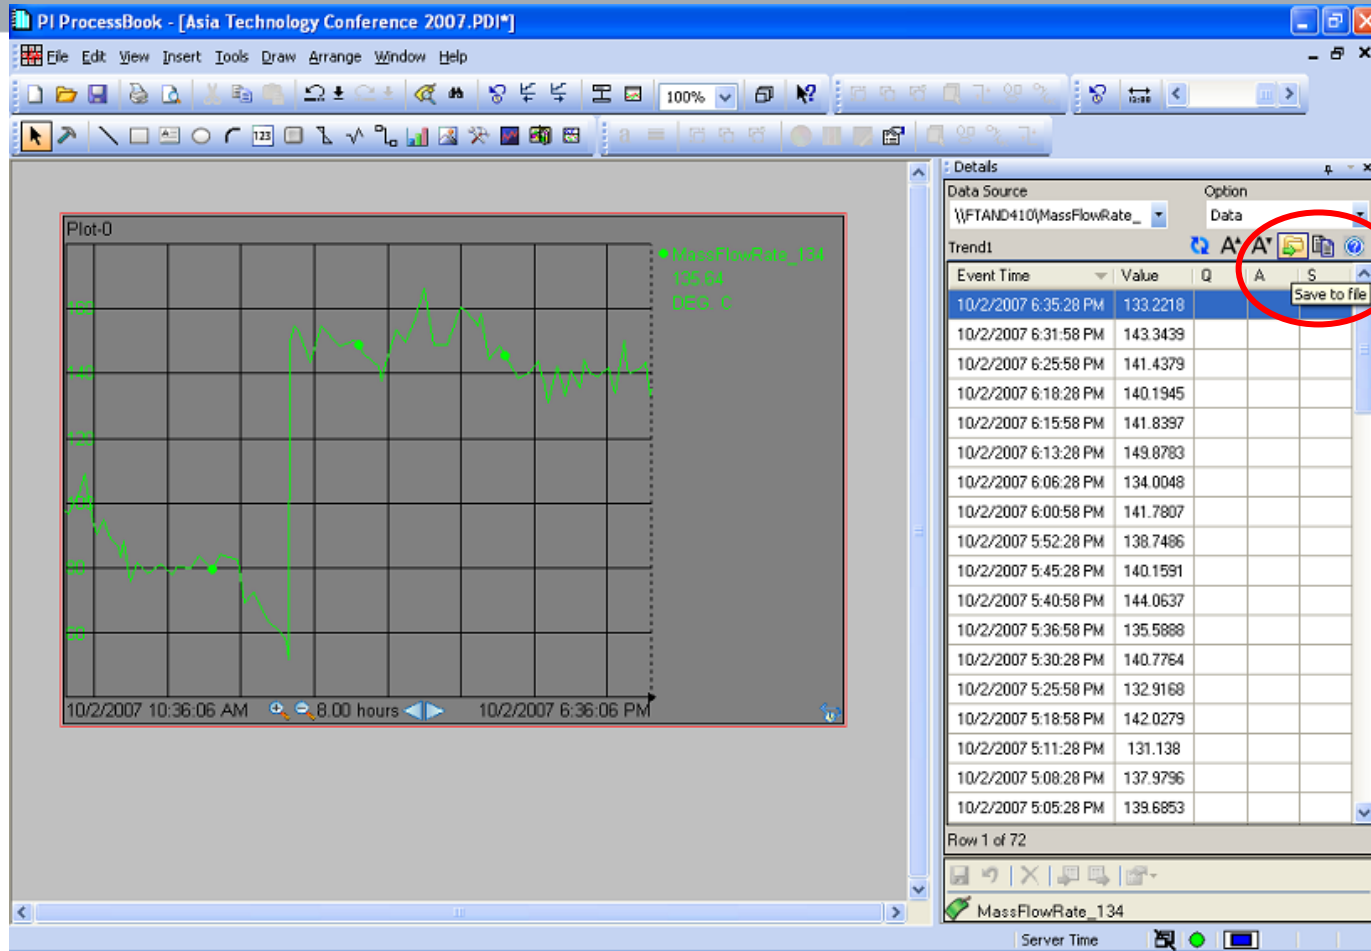 PI ProcessBook - [Asia Technology Conference 2007.PDI*]
File Edit View Insert Tools Draw Arrange Window Help
100%
123
Details
Data Source Option
\\FTAND410\MassFlowRate_ Data
Trend1
Event Time Value Q A S
Save to file
10/2/2007 6:35:28 PM 133.2218
10/2/2007 6:31:58 PM 143.3439
10/2/2007 6:25:58 PM 141.4379
10/2/2007 6:18:28 PM 140.1945
10/2/2007 6:15:58 PM 141.8397
10/2/2007 6:13:28 PM 149.8783
10/2/2007 6:06:28 PM 134.0048
10/2/2007 6:00:58 PM 141.7807
10/2/2007 5:52:28 PM 138.7486
10/2/2007 5:45:28 PM 140.1591
10/2/2007 5:40:58 PM 144.0637
10/2/2007 5:36:58 PM 135.5888
10/2/2007 5:30:28 PM 140.7764
10/2/2007 5:25:58 PM 132.9168
10/2/2007 5:18:58 PM 142.0279
10/2/2007 5:11:28 PM 131.138
10/2/2007 5:08:28 PM 137.9796
10/2/2007 5:05:28 PM 139.6853
Row 1 of 72
MassFlowRate_134
Plot-0
MassFlowRate_134
135.64
DEG. C
160
140
120
100
80
60
10/2/2007 10:36:06 AM 8.00 hours 10/2/2007 6:36:06 PM
Server Time